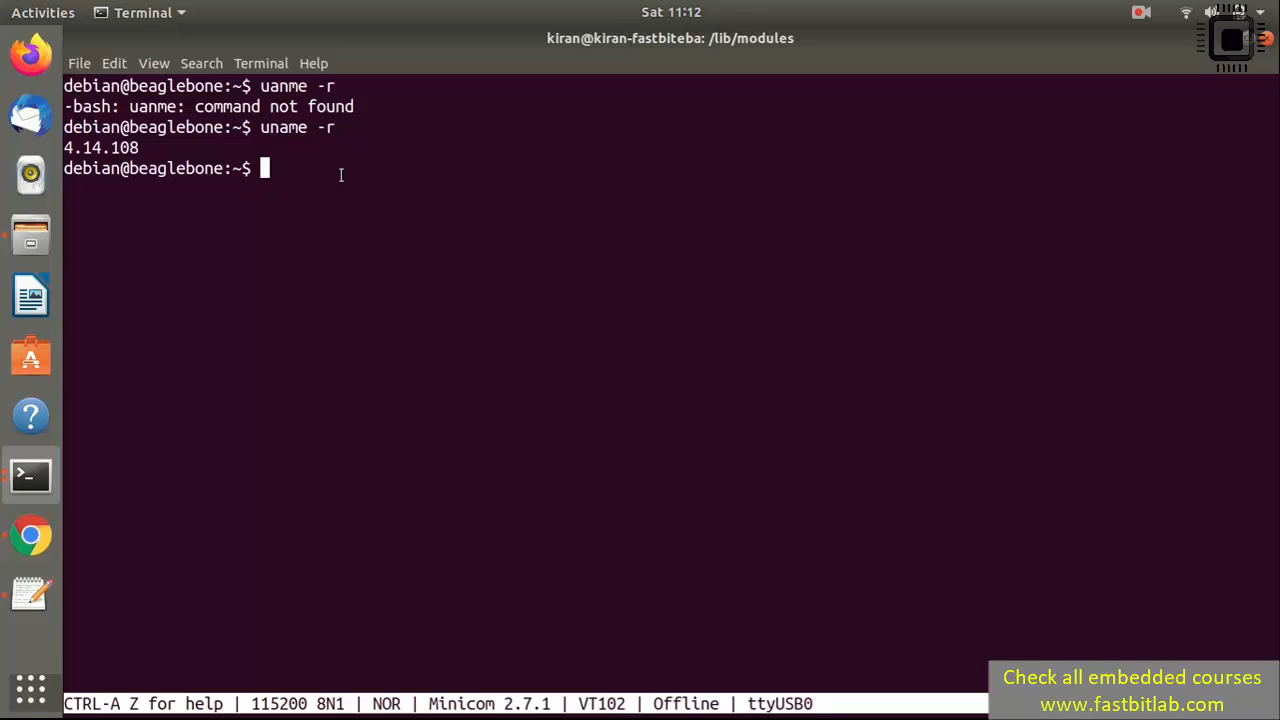 Activities
Terminal
Sat 11:12
kiran@kiran-fastbiteba: /lib/modules
File Edit View Search Terminal Help
debian@beaglebone:~$ uanme -r
-bash: uanme: command not found
debian@beaglebone:~$ uname -r
4.14.108
debian@beaglebone:~$
CTRL-A Z for help | 115200 8N1 | NOR | Minicom 2.7.1 | VT102 | Offline | ttyUSB0
Check all embedded courses
www.fastbitlab.com